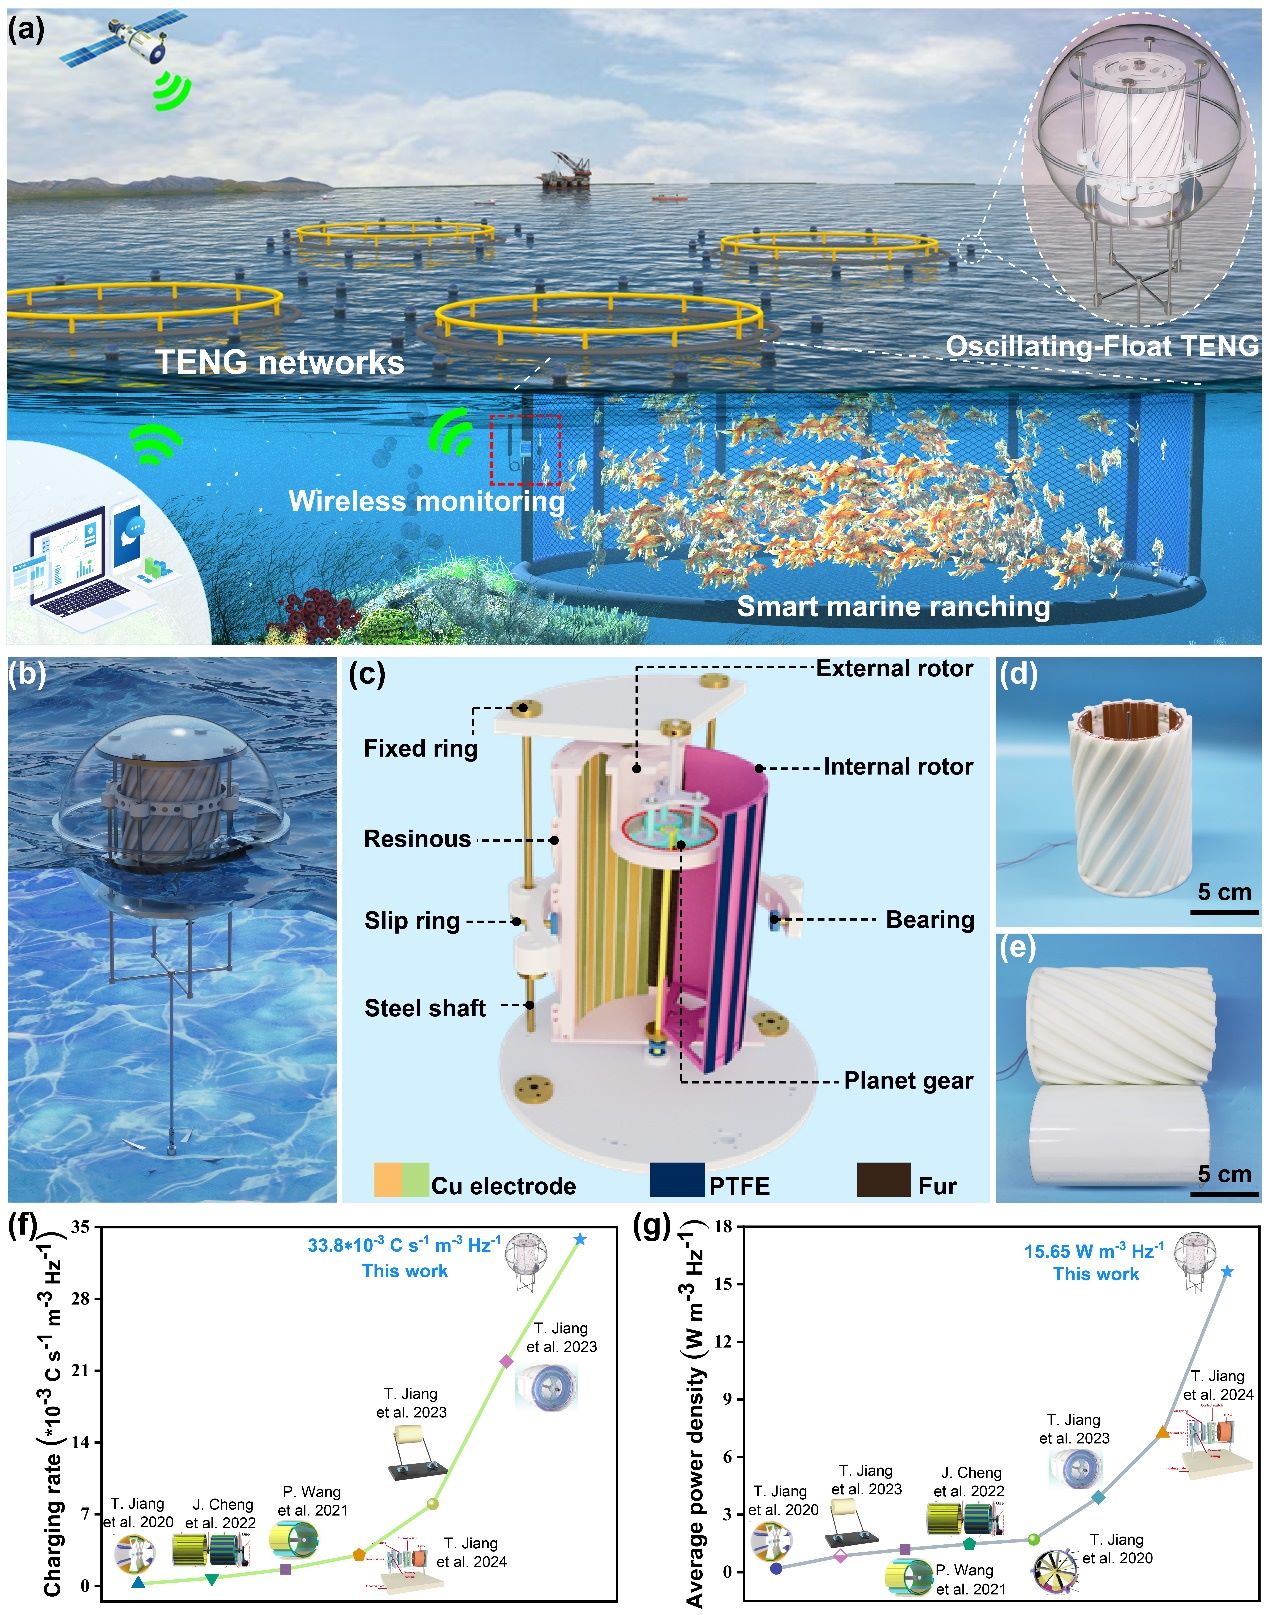 (a)
TENG networks
Oscillating-Float TENG
Wireless monitoring
Smart marine ranching
(b)
(c)
External rotor
Fixed ring
Internal rotor
Resinous
Slip ring
Bearing
Steel shaft
Planet gear
Cu electrode
PTFE
Fur
(d)
5 cm
(e)
5 cm
(f)
Charging rate (*10⁻³ C s⁻¹ m⁻³ Hz⁻¹)
35
28
21
14
7
0
33.8*10⁻³ C s⁻¹ m⁻³ Hz⁻¹
This work
T. Jiang
et al. 2023
T. Jiang
et al. 2023
T. Jiang
et al. 2020
J. Cheng
et al. 2022
P. Wang
et al. 2021
T. Jiang
et al. 2024
(g)
Average power density (W m⁻³ Hz⁻¹)
18
15
12
9
6
3
0
15.65 W m⁻³ Hz⁻¹
This work
T. Jiang
et al. 2024
T. Jiang
et al. 2023
T. Jiang
et al. 2020
T. Jiang
et al. 2023
J. Cheng
et al. 2022
P. Wang
et al. 2021
T. Jiang
et al. 2020